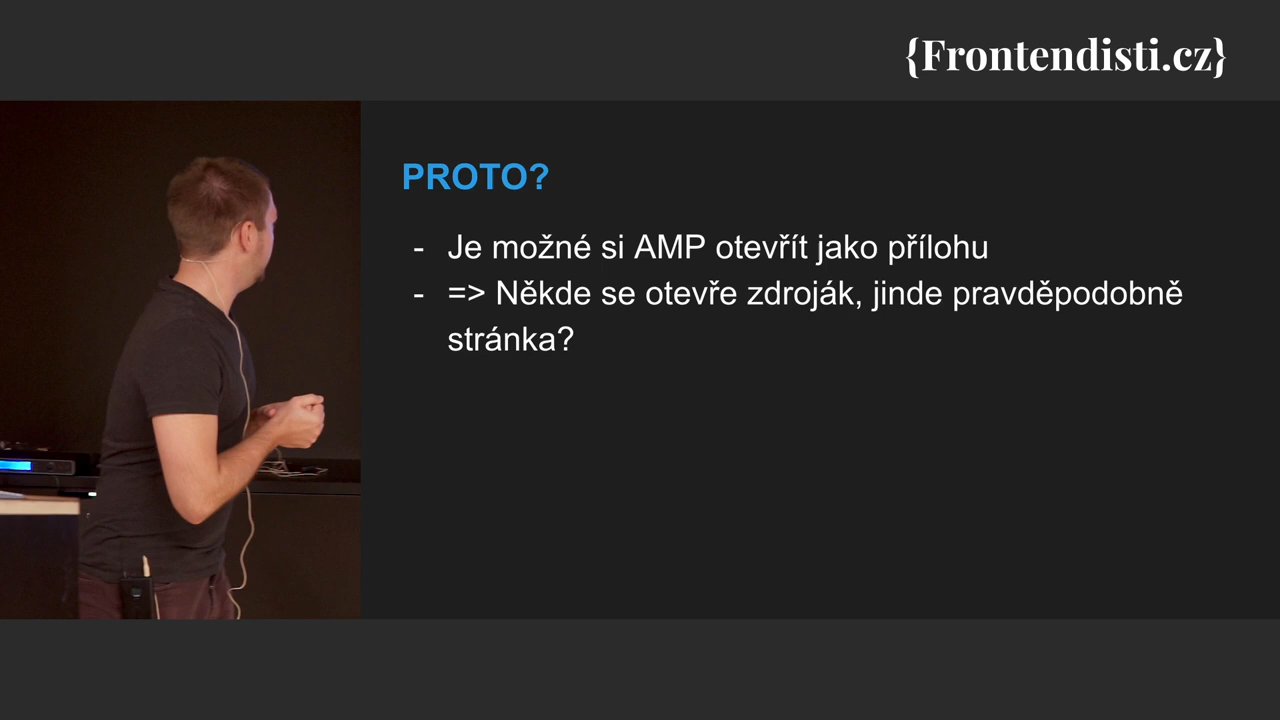 {Frontendisti.cz}
PROTO?
- Je možné si AMP otevřít jako přílohu
- => Někde se otevře zdroják, jinde pravděpodobně
stránka?